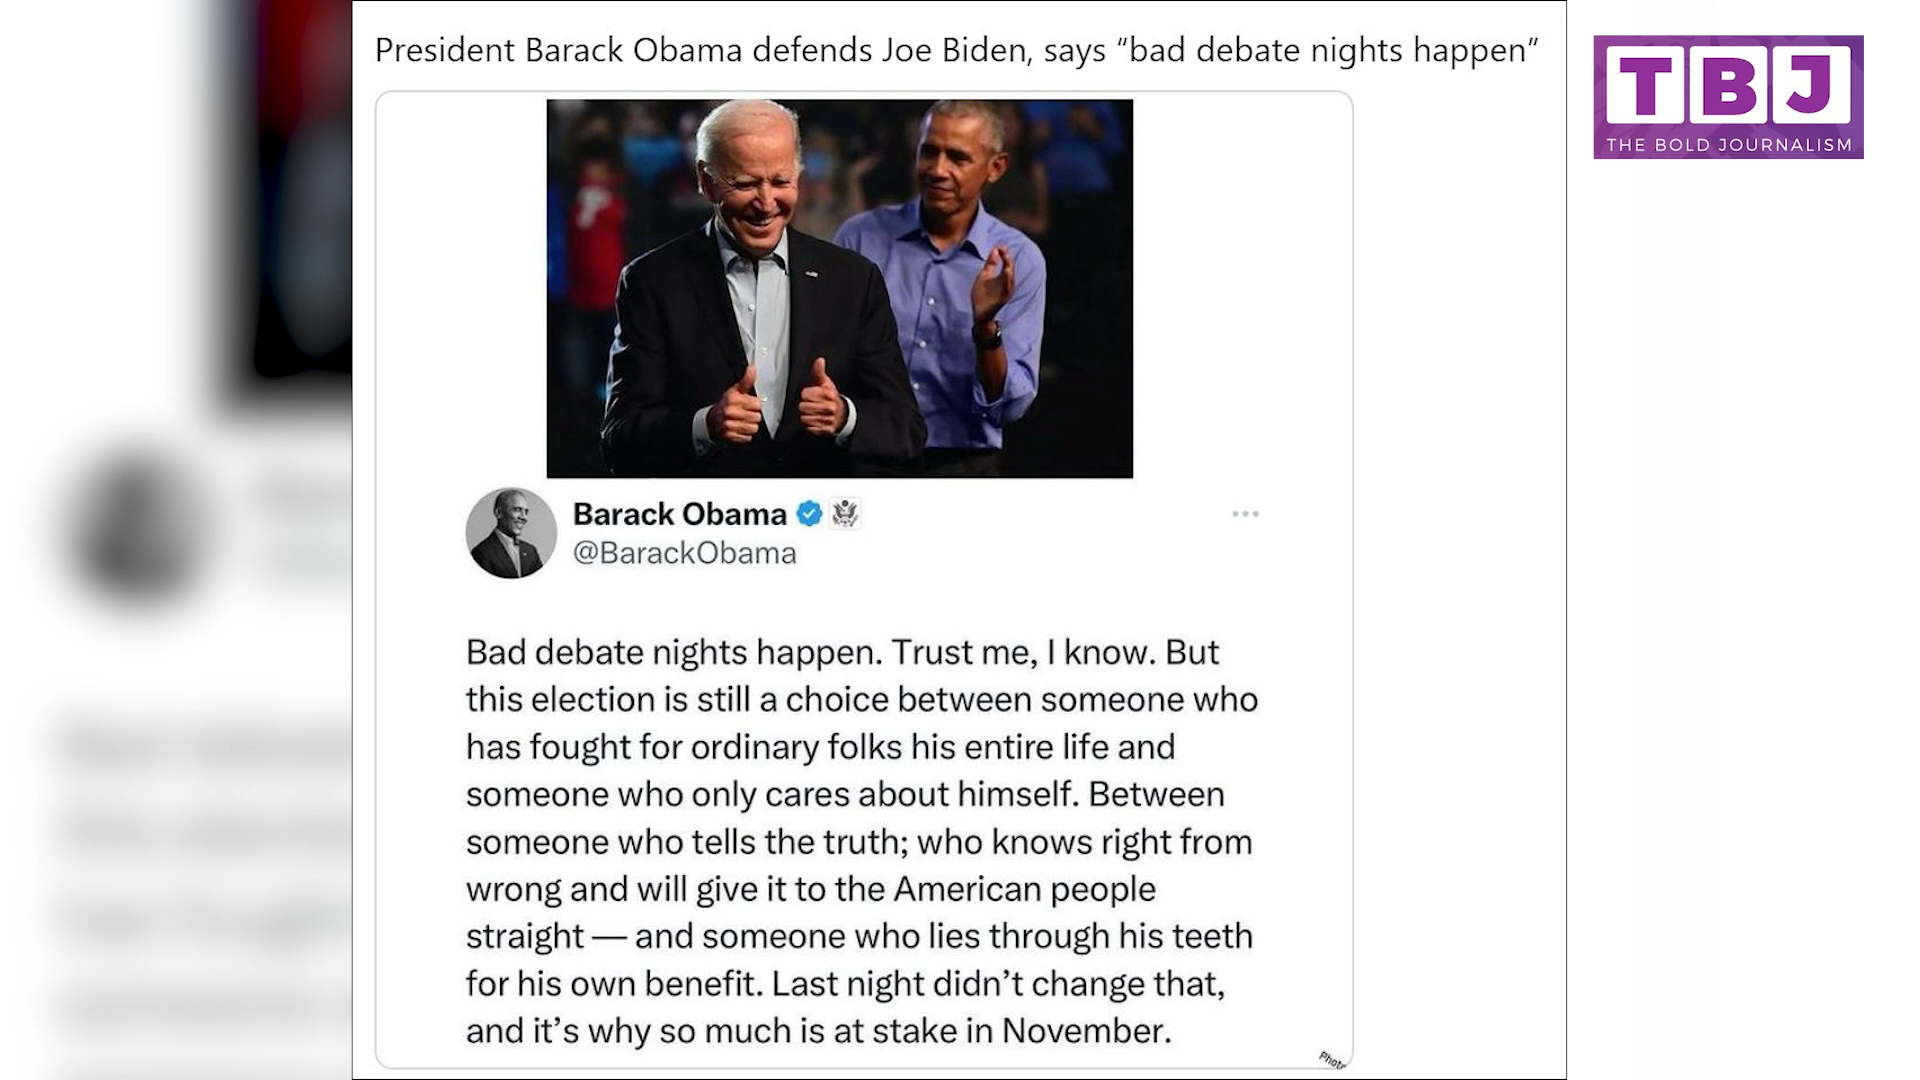 President Barack Obama defends Joe Biden, says “bad debate nights happen”
TBJ
THE BOLD JOURNALISM
Barack Obama
@BarackObama
Bad debate nights happen. Trust me, I know. But
this election is still a choice between someone who
has fought for ordinary folks his entire life and
someone who only cares about himself. Between
someone who tells the truth; who knows right from
wrong and will give it to the American people
straight — and someone who lies through his teeth
for his own benefit. Last night didn’t change that,
and it’s why so much is at stake in November.